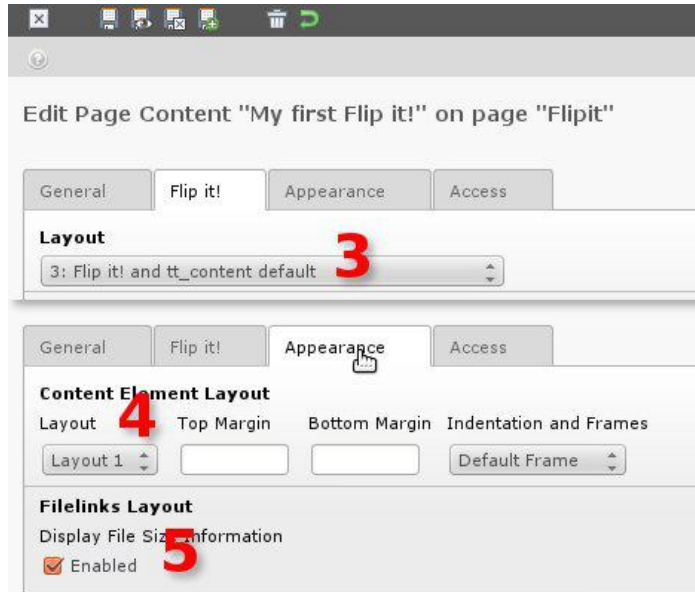 Edit Page Content "My first Flip it!" on page "Flipit"
General Flip it! Appearance Access
Layout
3: Flip it! and tt_content default 3
General Flip it! Appearance Access
Content Element Layout
Layout 4 Top Margin Bottom Margin Indentation and Frames
Layout 1 Default Frame
Filelinks Layout
Display File Size Information
Enabled 5